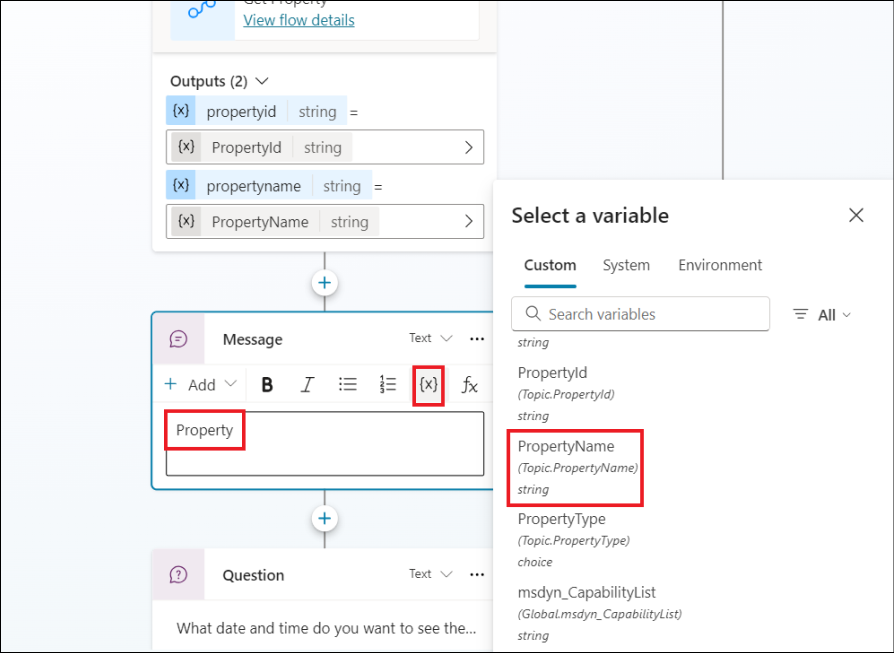 Get Property
View flow details
Outputs (2)
{x} propertyid string =
{x} PropertyId string
{x} propertyname string =
{x} PropertyName string
Message Text
+ Add B I {x} fx
Property
Question Text
What date and time do you want to see the...
Select a variable
Custom System Environment
Search variables All
string
PropertyId
(Topic.PropertyId)
string
PropertyName
(Topic.PropertyName)
string
PropertyType
(Topic.PropertyType)
choice
msdyn_CapabilityList
(Global.msdyn_CapabilityList)
string